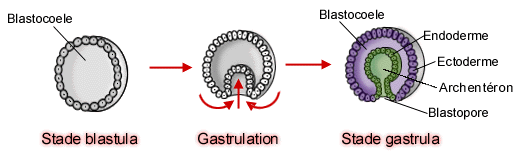 Blastocoele
Stade blastula
Gastrulation
Blastocoele
Endoderme
Ectoderme
Archentéron
Blastopore
Stade gastrula